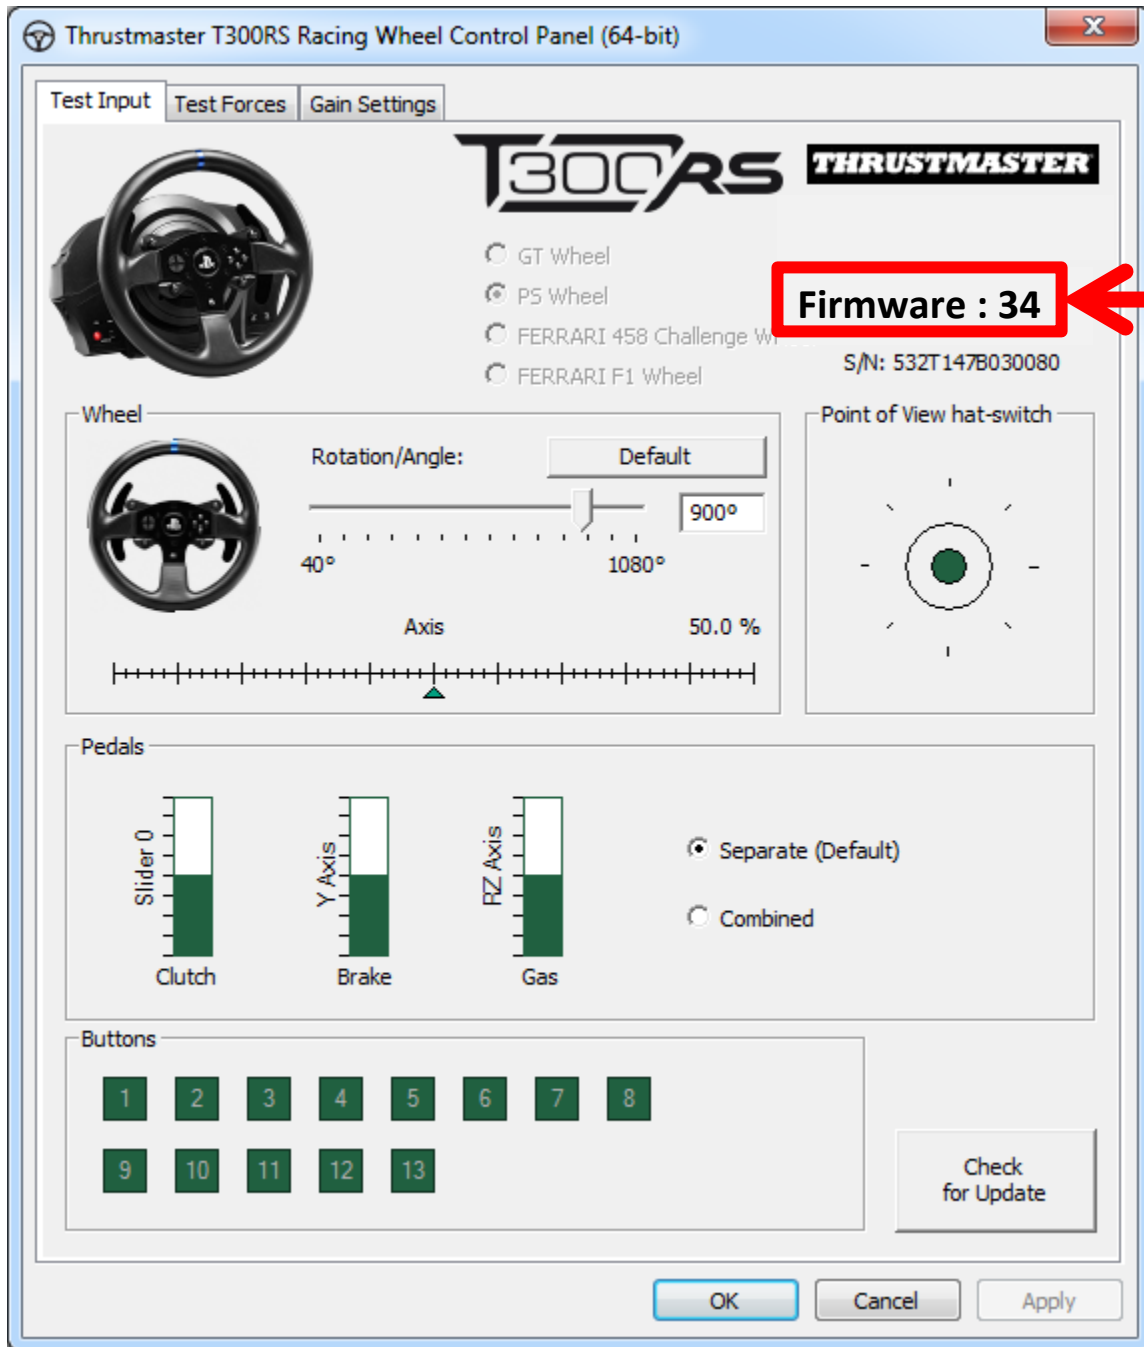 Thrustmaster T300RS Racing Wheel Control Panel (64-bit)
x
Test Input Test Forces Gain Settings
T300RS THRUSTMASTER
GT Wheel
PS Wheel
Firmware : 34
FERRARI 458 Challenge
S/N: 532T147B030080
FERRARI F1 Wheel
Wheel
Point of View hat-switch
Rotation/Angle: Default
900°
40° 1080°
Axis 50.0 %
Pedals
Slider 0 Y Axis RZ Axis
Separate (Default)
Combined
Clutch Brake Gas
Buttons
1 2 3 4 5 6 7 8
9 10 11 12 13
Check
for Update
OK Cancel Apply